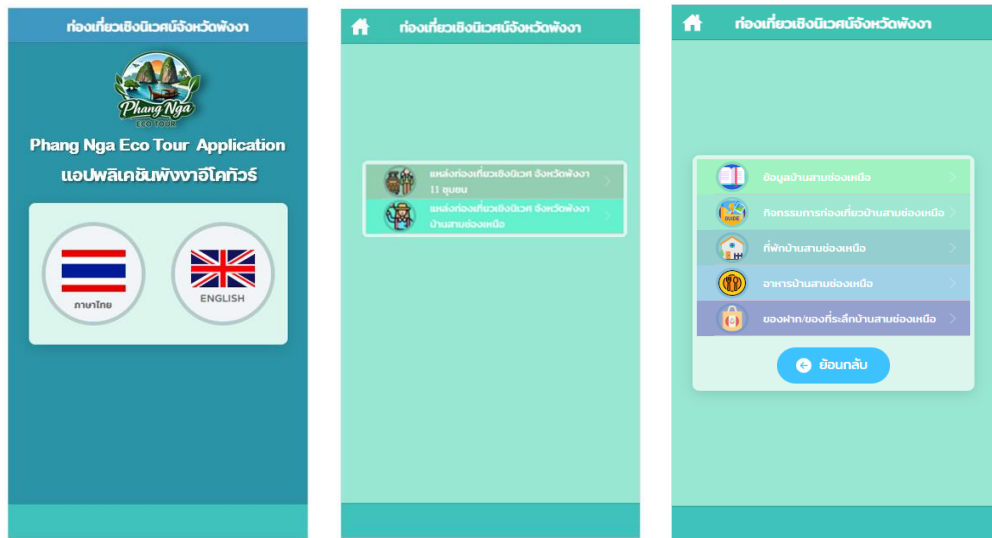 ท่องเที่ยวเชิงนิเวศน์จังหวัดพังงา
Phang Nga
ECO TOUR
Phang Nga Eco Tour Application
แอปพลิเคชันพังงาอีโคทัวร์
ภาษาไทย
ENGLISH
ท่องเที่ยวเชิงนิเวศน์จังหวัดพังงา
แหล่งท่องเที่ยวเชิงนิเวศ จังหวัดพังงา
11 ชุมชน
แหล่งท่องเที่ยวเชิงนิเวศ จังหวัดพังงา
บ้านสามช่องเหนือ
ท่องเที่ยวเชิงนิเวศน์จังหวัดพังงา
ข้อมูลบ้านสามช่องเหนือ
GUIDE
กิจกรรมการท่องเที่ยวบ้านสามช่องเหนือ
ที่พักบ้านสามช่องเหนือ
อาหารบ้านสามช่องเหนือ
ของฝาก/ของที่ระลึกบ้านสามช่องเหนือ
ย้อนกลับ